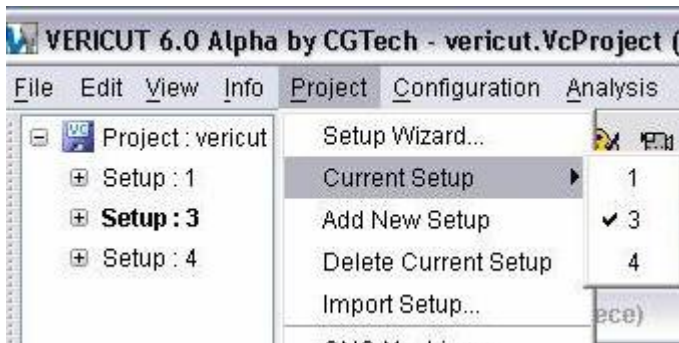 VERICUT 6.0 Alpha by CGTech - vericut.VcProject (
File Edit View Info Project Configuration Analysis
Project : vericut
Setup : 1
Setup : 3
Setup : 4
Setup Wizard...
Current Setup
Add New Setup
Delete Current Setup
Import Setup...
1
3
4
ece)